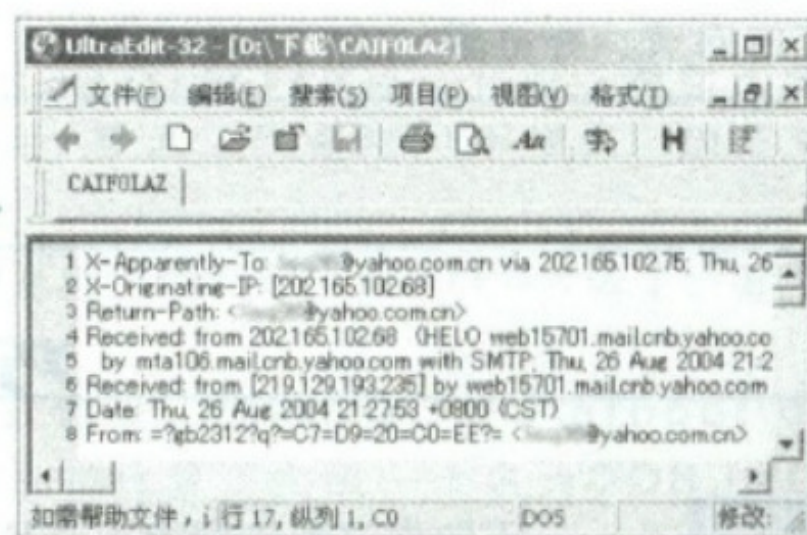 UltraEdit-32 - [D:\下载\CAIFOLAZ]
文件(F) 编辑(E) 搜索(S) 项目(P) 视图(V) 格式(T)
CAIFOLAZ
1 X-Apparently-To: @yahoo.com.cn via 202.165.102.75; Thu, 26
2 X-Originating-IP: [202.165.102.68]
3 Return-Path: < @yahoo.com.cn>
4 Received: from 202.165.102.68 (HELO web15701.mail.cnb.yahoo.co
5 by mta106.mail.cnb.yahoo.com with SMTP; Thu, 26 Aug 2004 21:2
6 Received: from [219.129.193.235] by web15701.mail.cnb.yahoo.com
7 Date: Thu, 26 Aug 2004 21:27:53 +0800 (CST)
8 From: =?gb2312?q?=C7=D9=20=C0=EE?= < @yahoo.com.cn>
如需帮助文件，i 行 17, 纵列 1, C0 DOS 修改: